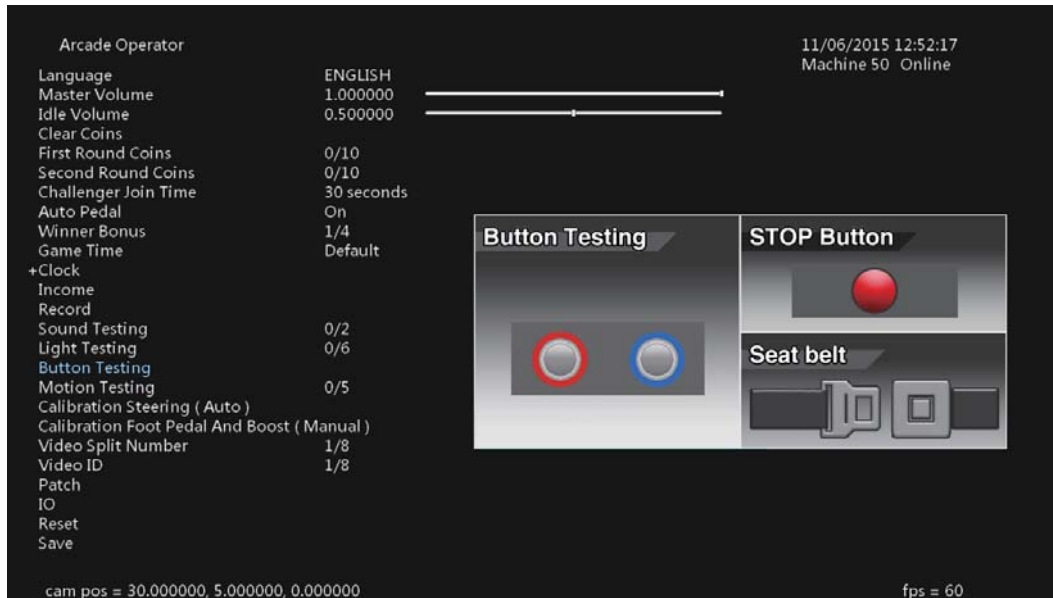 Arcade Operator
11/06/2015 12:52:17
Machine 50 Online
Language ENGLISH
Master Volume 1.000000
Idle Volume 0.500000
Clear Coins
First Round Coins 0/10
Second Round Coins 0/10
Challenger Join Time 30 seconds
Auto Pedal On
Winner Bonus 1/4
Game Time Default
+Clock
Income
Record
Sound Testing 0/2
Light Testing 0/6
Button Testing
Motion Testing 0/5
Calibration Steering ( Auto )
Calibration Foot Pedal And Boost ( Manual )
Video Split Number 1/8
Video ID 1/8
Patch
IO
Reset
Save
Button Testing
STOP Button
Seat belt
cam pos = 30.000000, 5.000000, 0.000000
fps = 60